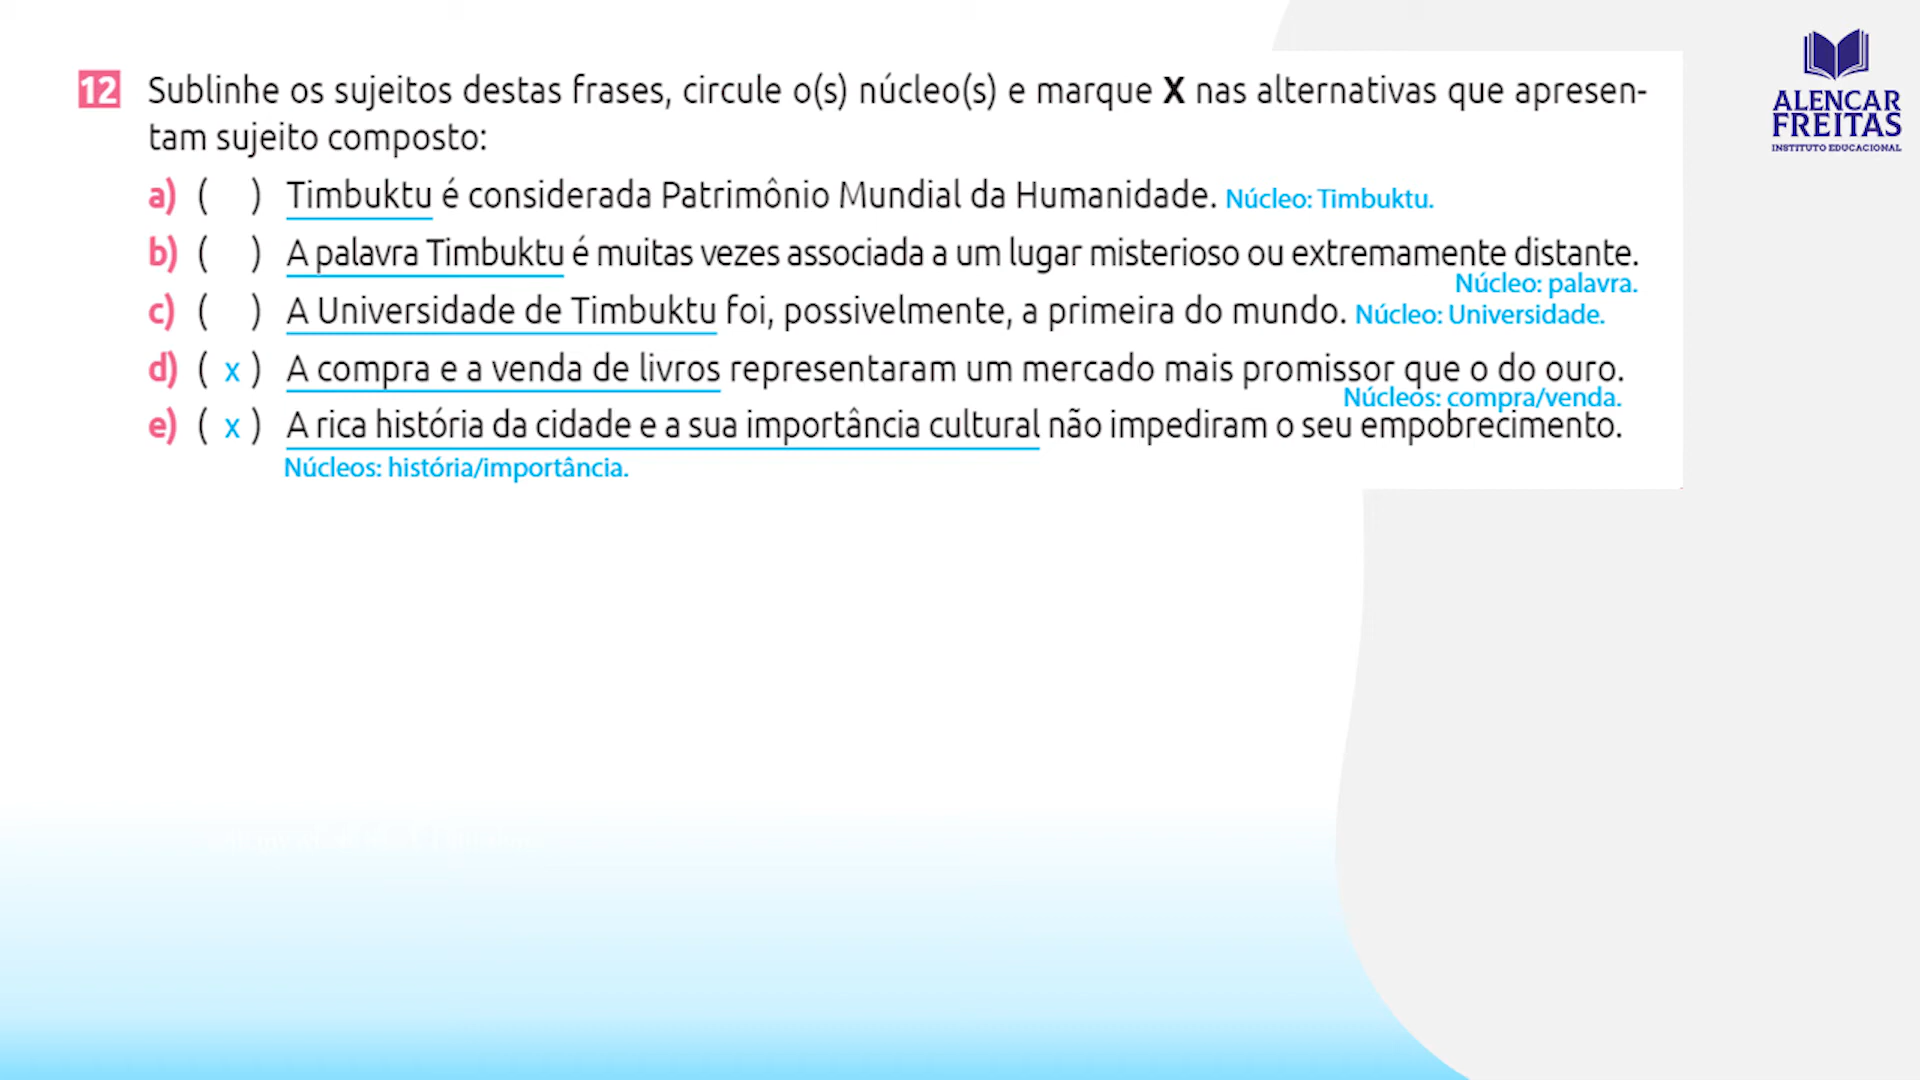 ALENCAR
FREITAS
INSTITUTO EDUCACIONAL
12 Sublinhe os sujeitos destas frases, circule o(s) núcleo(s) e marque X nas alternativas que apresen-
tam sujeito composto:
a) ( ) Timbuktu é considerada Patrimônio Mundial da Humanidade. Núcleo: Timbuktu.
b) ( ) A palavra Timbuktu é muitas vezes associada a um lugar misterioso ou extremamente distante.
Núcleo: palavra.
c) ( ) A Universidade de Timbuktu foi, possivelmente, a primeira do mundo. Núcleo: Universidade.
d) ( x ) A compra e a venda de livros representaram um mercado mais promissor que o do ouro.
Núcleos: compra/venda.
e) ( x ) A rica história da cidade e a sua importância cultural não impediram o seu empobrecimento.
Núcleos: história/importância.